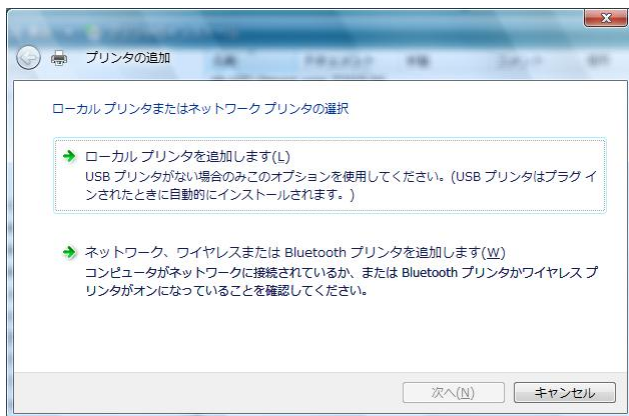 プリンタの追加
ローカル プリンタまたはネットワーク プリンタの選択
ローカル プリンタを追加します(L)
USB プリンタがない場合のみこのオプションを使用してください。(USB プリンタはプラグ イ
ンされたときに自動的にインストールされます。)
ネットワーク、ワイヤレスまたは Bluetooth プリンタを追加します(W)
コンピュータがネットワークに接続されているか、または Bluetooth プリンタかワイヤレス プ
リンタがオンになっていることを確認してください。
次へ(N)
キャンセル